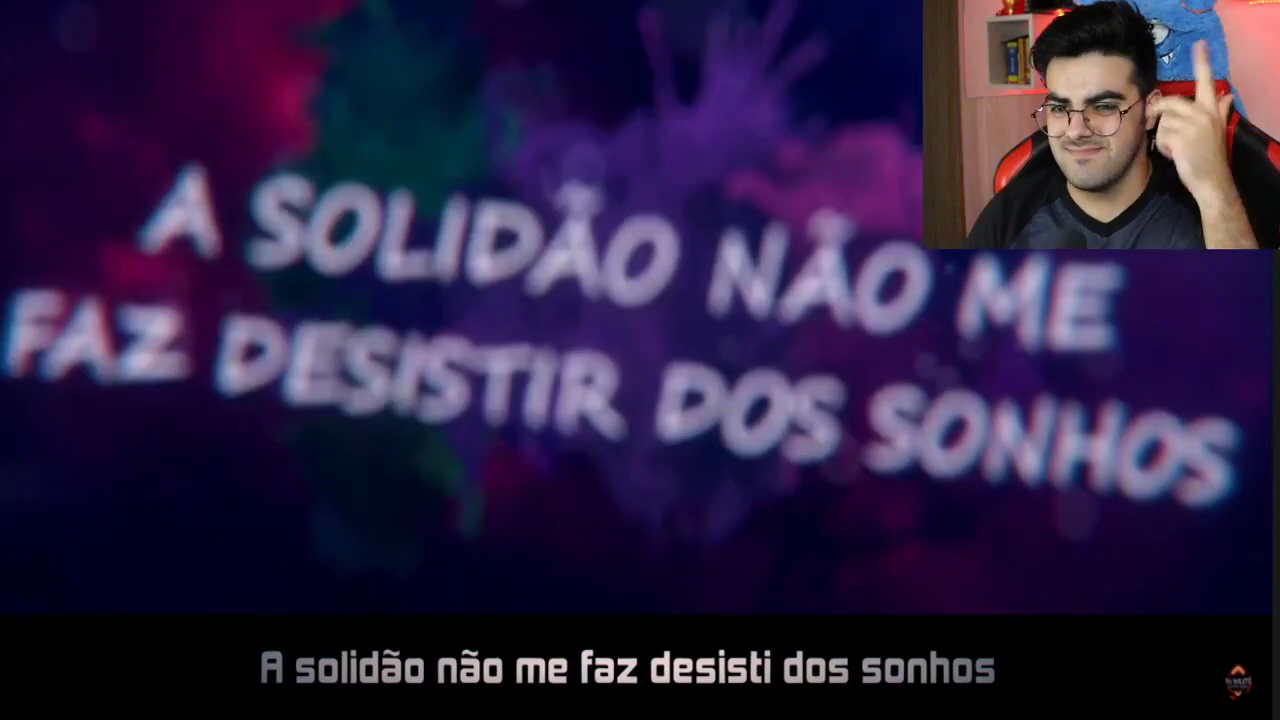 A SOLIDÃO NÃO ME
FAZ DESISTIR DOS SONHOS
A solidão não me faz desisti dos sonhos